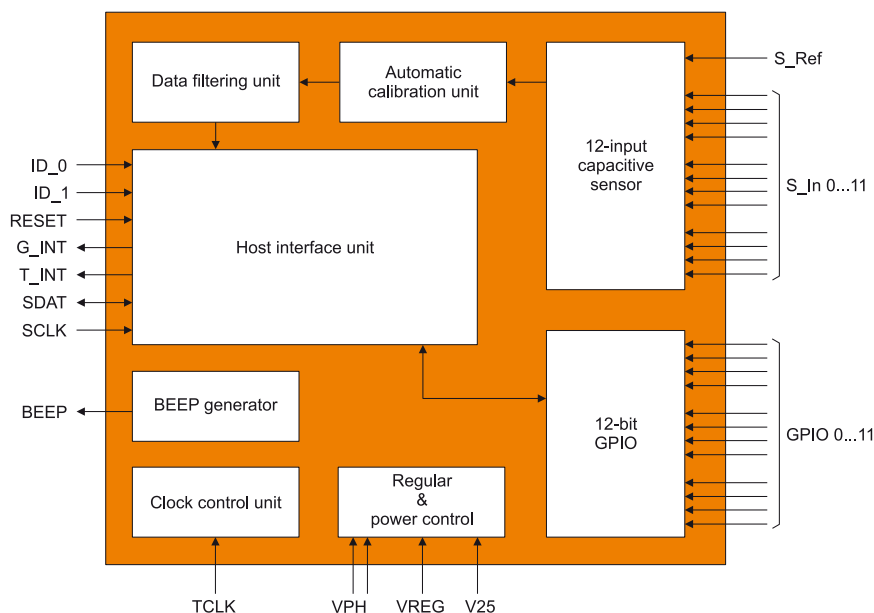 Data filtering unit
Automatic
calibration unit
12-input
capacitive
sensor
S_Ref
S_In 0...11
ID_0
ID_1
RESET
G_INT
T_INT
SDAT
SCLK
Host interface unit
BEEP
BEEP generator
12-bit
GPIO
GPIO 0...11
Clock control unit
Regular
&
power control
TCLK
VPH
VREG
V25